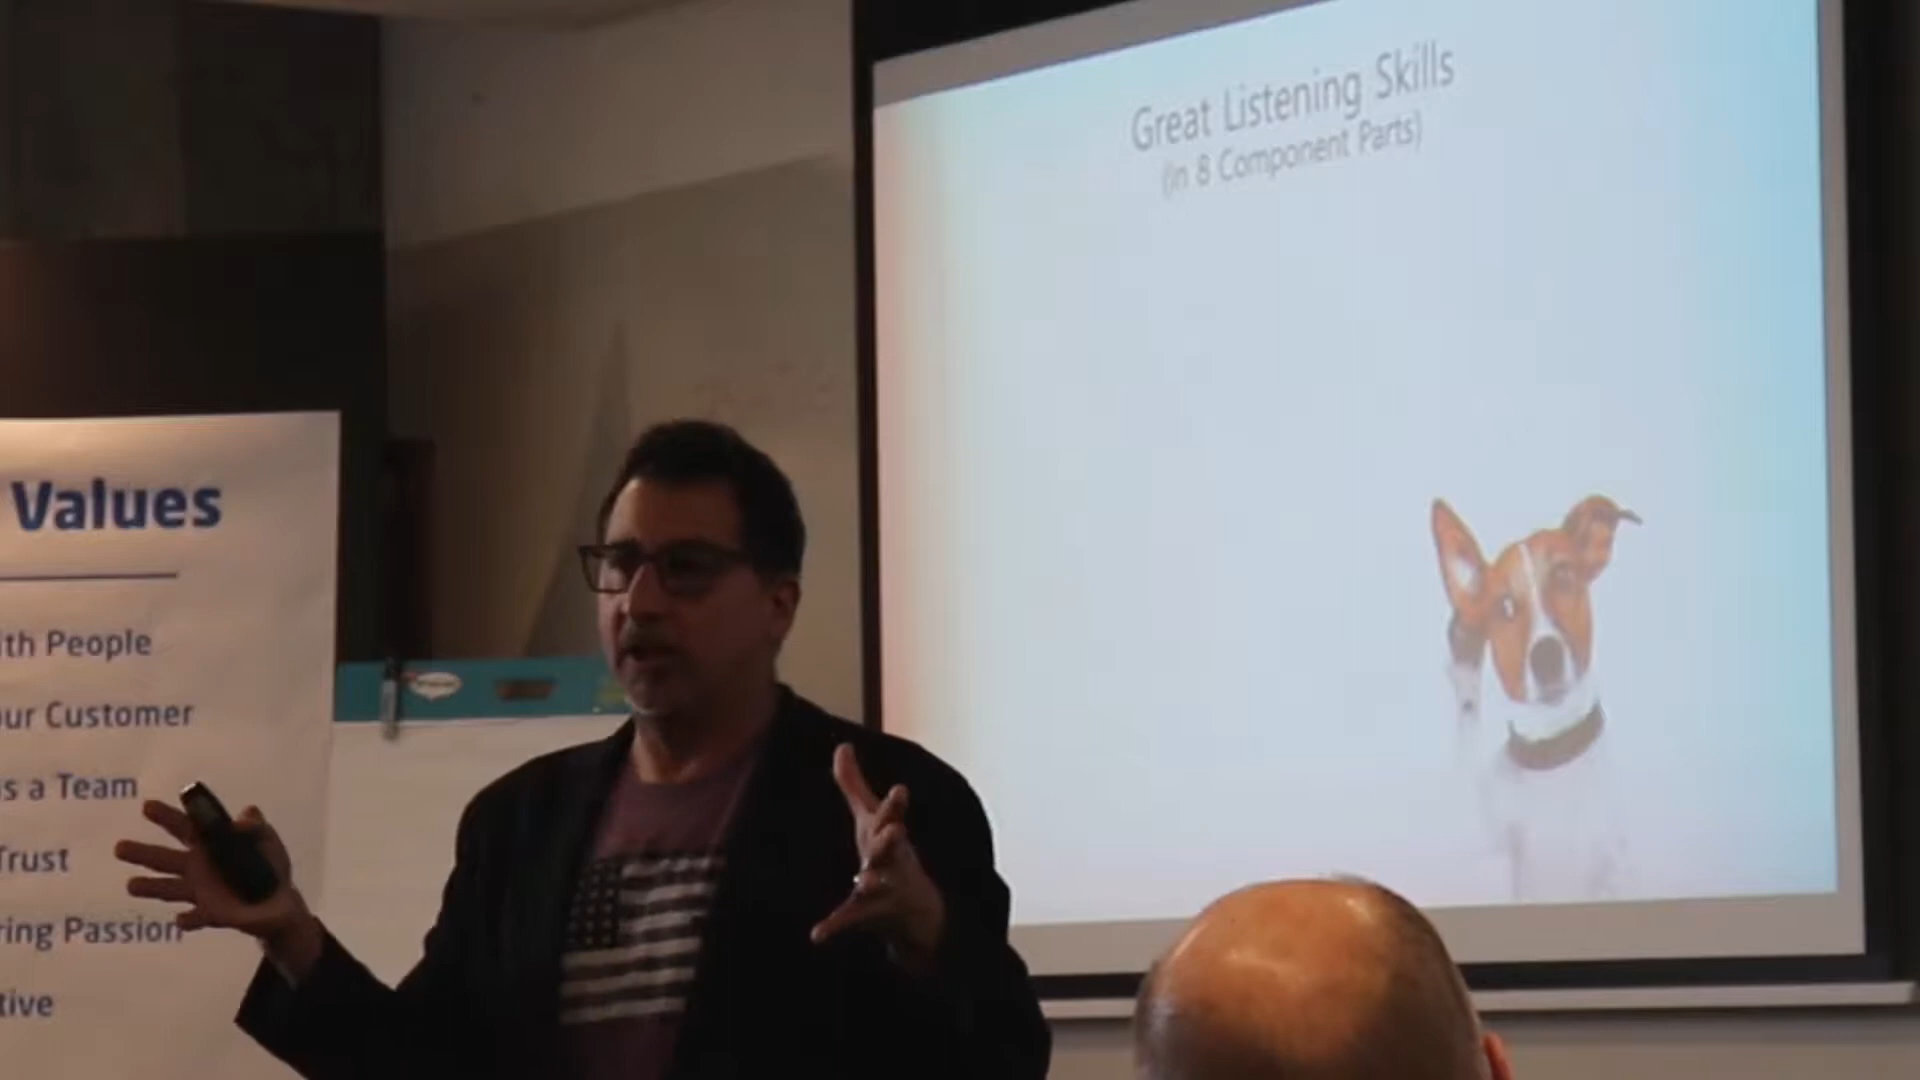 Great Listening Skills
(in 8 Component Parts)
Values
ith People
our Customer
s a Team
Trust
ring Passion
tive